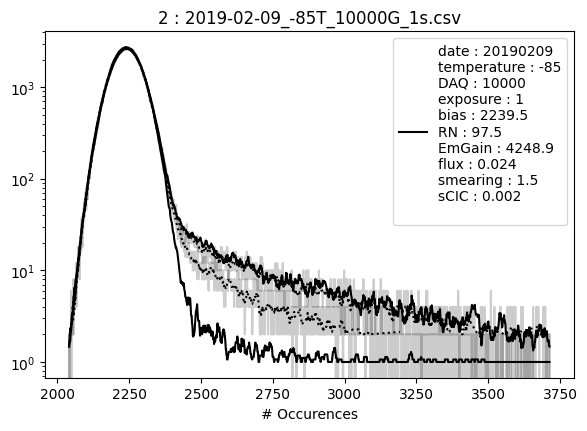 2 : 2019-02-09_-85T_10000G_1s.csv
date : 20190209
temperature : -85
DAQ : 10000
exposure : 1
bias : 2239.5
RN : 97.5
EmGain : 4248.9
flux : 0.024
smearing : 1.5
sCIC : 0.002
10³
10²
10¹
10⁰
2000 2250 2500 2750 3000 3250 3500 3750
# Occurences